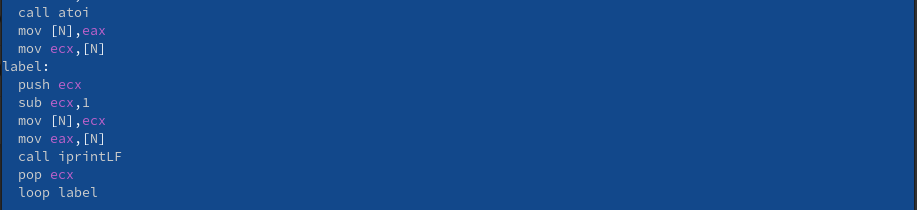 call atoi
mov [N],eax
mov ecx,[N]
label:
push ecx
sub ecx,1
mov [N],ecx
mov eax,[N]
call iprintLF
pop ecx
loop label